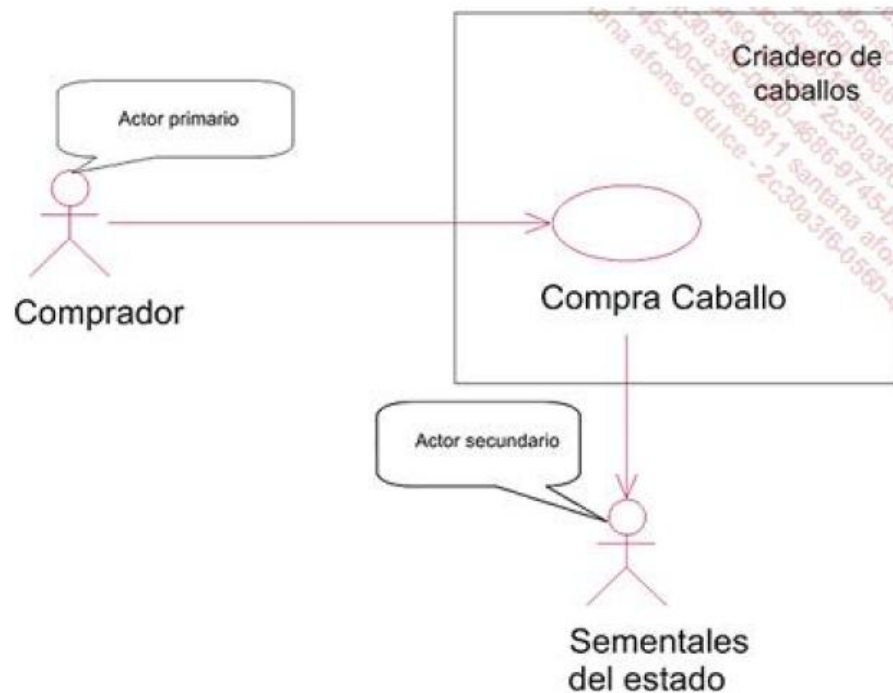 Criadero de
caballos
Actor primario
Comprador
Compra Caballo
Actor secundario
Sementales
del estado